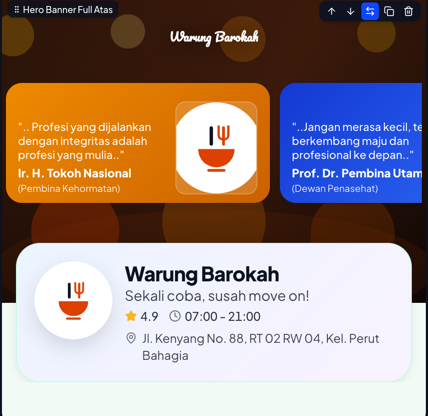 Hero Banner Full Atas
Warung Barokah
".. Profesi yang dijalankan
dengan integritas adalah
profesi yang mulia.."
Ir. H. Tokoh Nasional
(Pembina Kehormatan)
"..Jangan merasa kecil, te
berkembang maju dan
profesional ke depan.."
Prof. Dr. Pembina Utam
(Dewan Penasehat)
Warung Barokah
Sekali coba, susah move on!
4.9 07:00 - 21:00
Jl. Kenyang No. 88, RT 02 RW 04, Kel. Perut
Bahagia